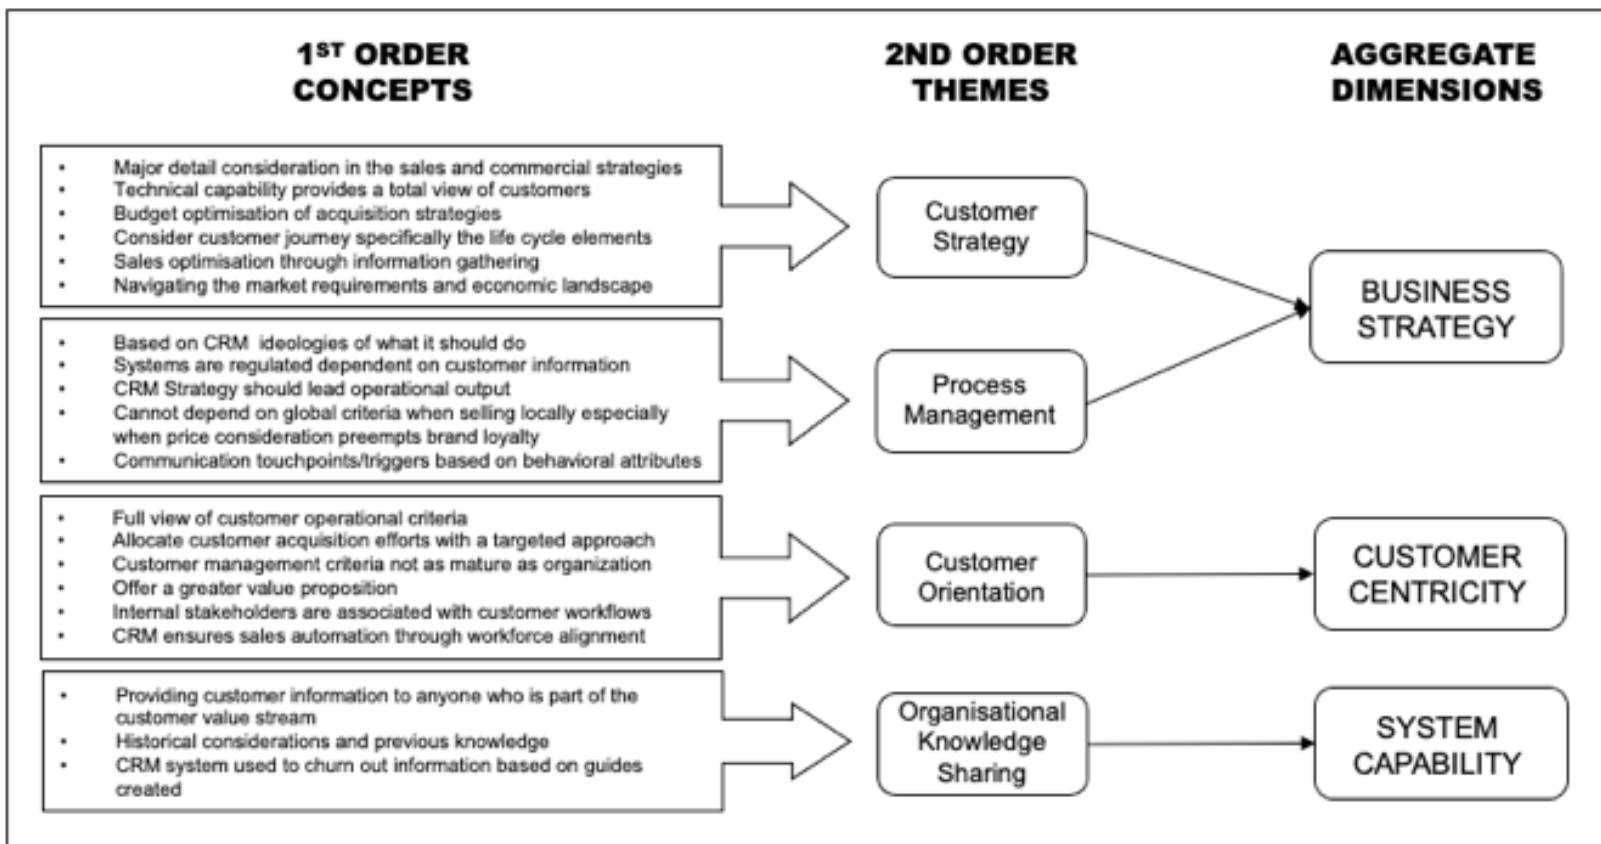 1ST ORDER
CONCEPTS
2ND ORDER
THEMES
AGGREGATE
DIMENSIONS
• Major detail consideration in the sales and commercial strategies
• Technical capability provides a total view of customers
• Budget optimisation of acquisition strategies
• Consider customer journey specifically the life cycle elements
• Sales optimisation through information gathering
• Navigating the market requirements and economic landscape
Customer
Strategy
• Based on CRM ideologies of what it should do
• Systems are regulated dependent on customer information
• CRM Strategy should lead operational output
• Cannot depend on global criteria when selling locally especially
when price consideration preempts brand loyalty
• Communication touchpoints/triggers based on behavioral attributes
Process
Management
BUSINESS
STRATEGY
• Full view of customer operational criteria
• Allocate customer acquisition efforts with a targeted approach
• Customer management criteria not as mature as organization
• Offer a greater value proposition
• Internal stakeholders are associated with customer workflows
• CRM ensures sales automation through workforce alignment
Customer
Orientation
CUSTOMER
CENTRICITY
• Providing customer information to anyone who is part of the
customer value stream
• Historical considerations and previous knowledge
• CRM system used to churn out information based on guides
created
Organisational
Knowledge
Sharing
SYSTEM
CAPABILITY